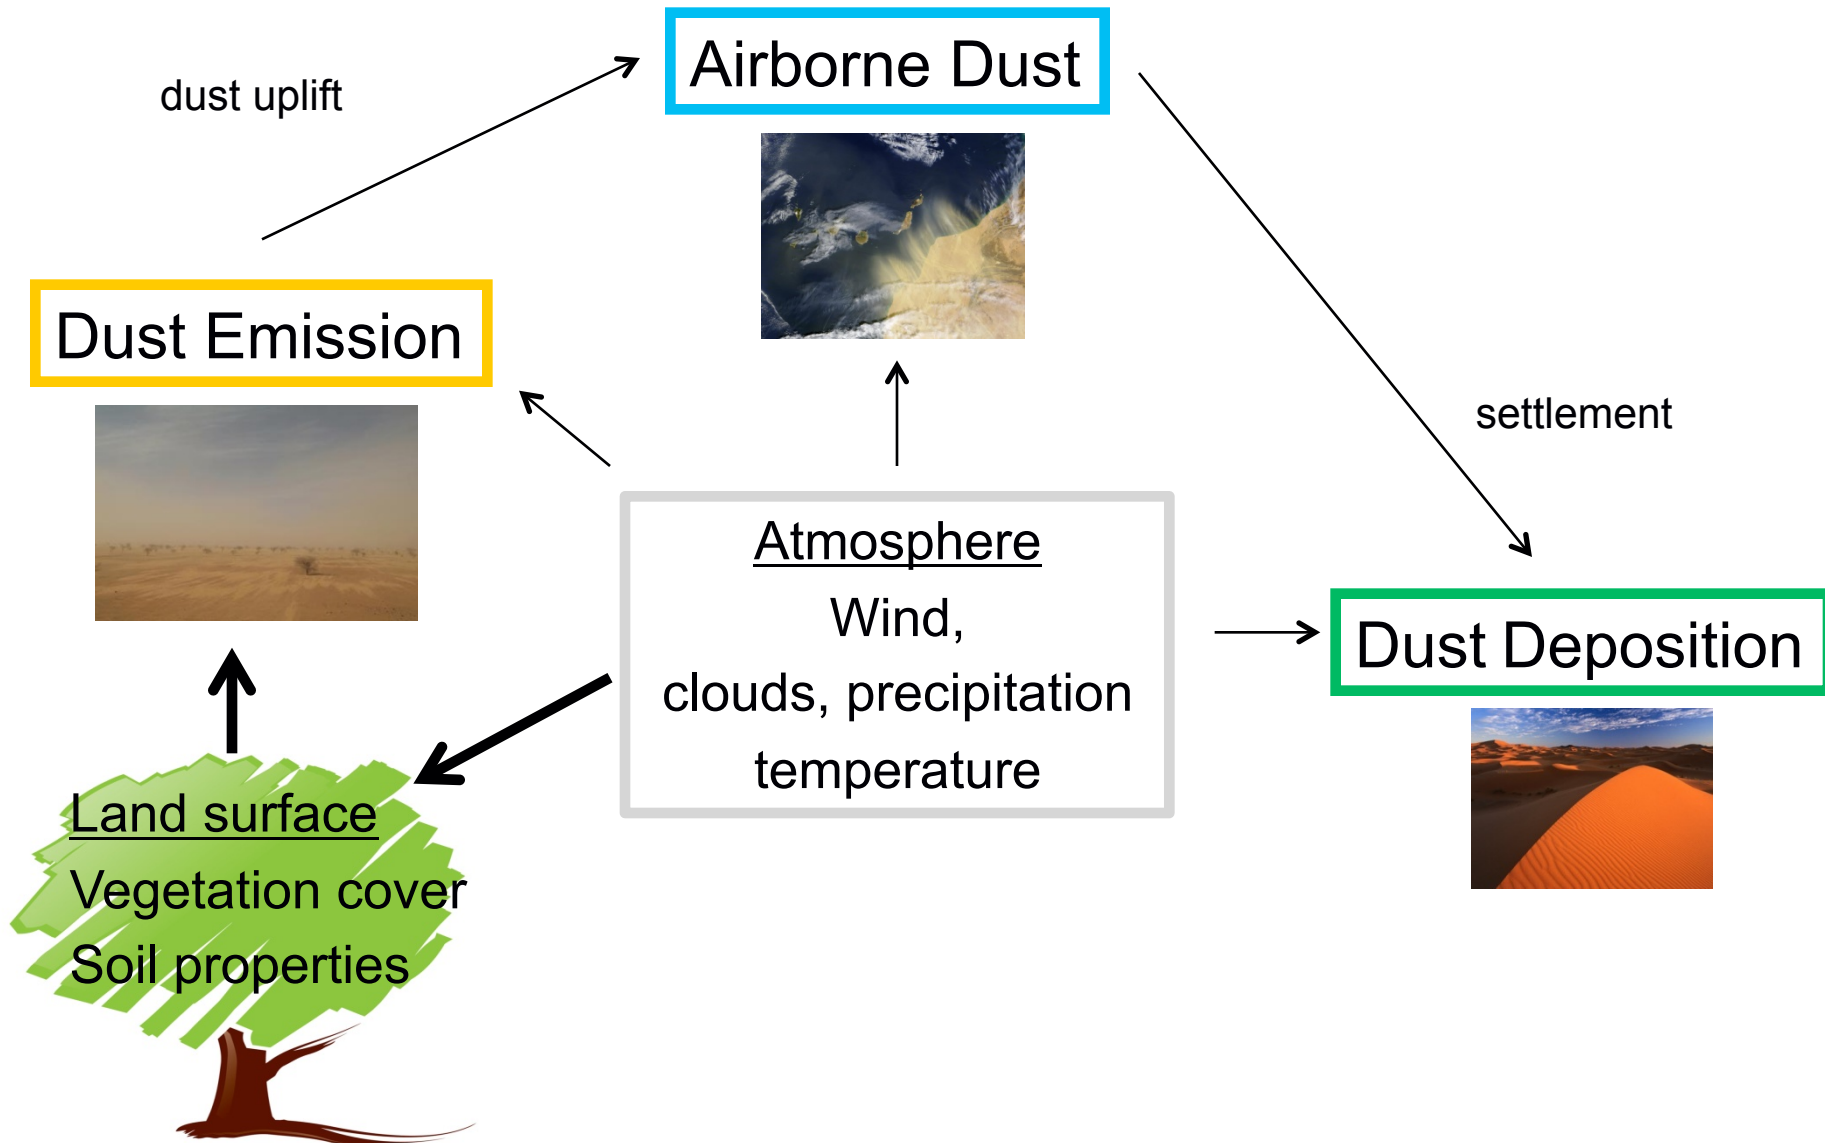 Airborne Dust
dust uplift
Dust Emission
settlement
Atmosphere
Wind,
clouds, precipitation
temperature
Dust Deposition
Land surface
Vegetation cover
Soil properties